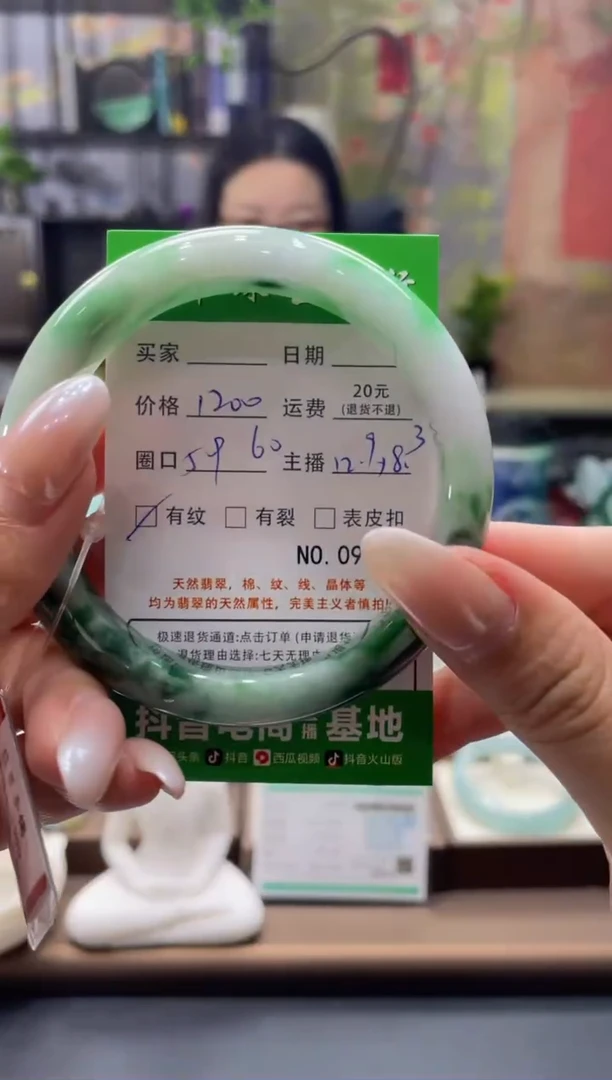 买家 日期
价格 1200 运费 20元 (退货不退)
圈口 59 60 主播 12.9,8.3
有纹 有裂 表皮扣
NO.09
天然翡翠，棉、纹、线、晶体等
均为翡翠的天然属性，完美主义者慎拍
极速退货通道:点击订单 (申请退货
退货理由选择:七天无理由
抖音电商 基地
头条 抖音 西瓜视频 抖音火山版